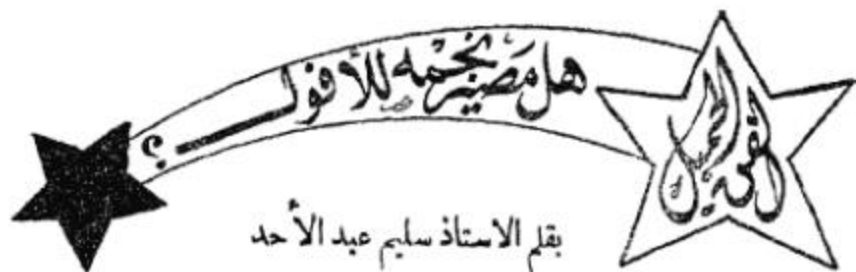 هل مصير نجمه للأفول ؟
بقلم الاستاذ سليم عبد الأحد